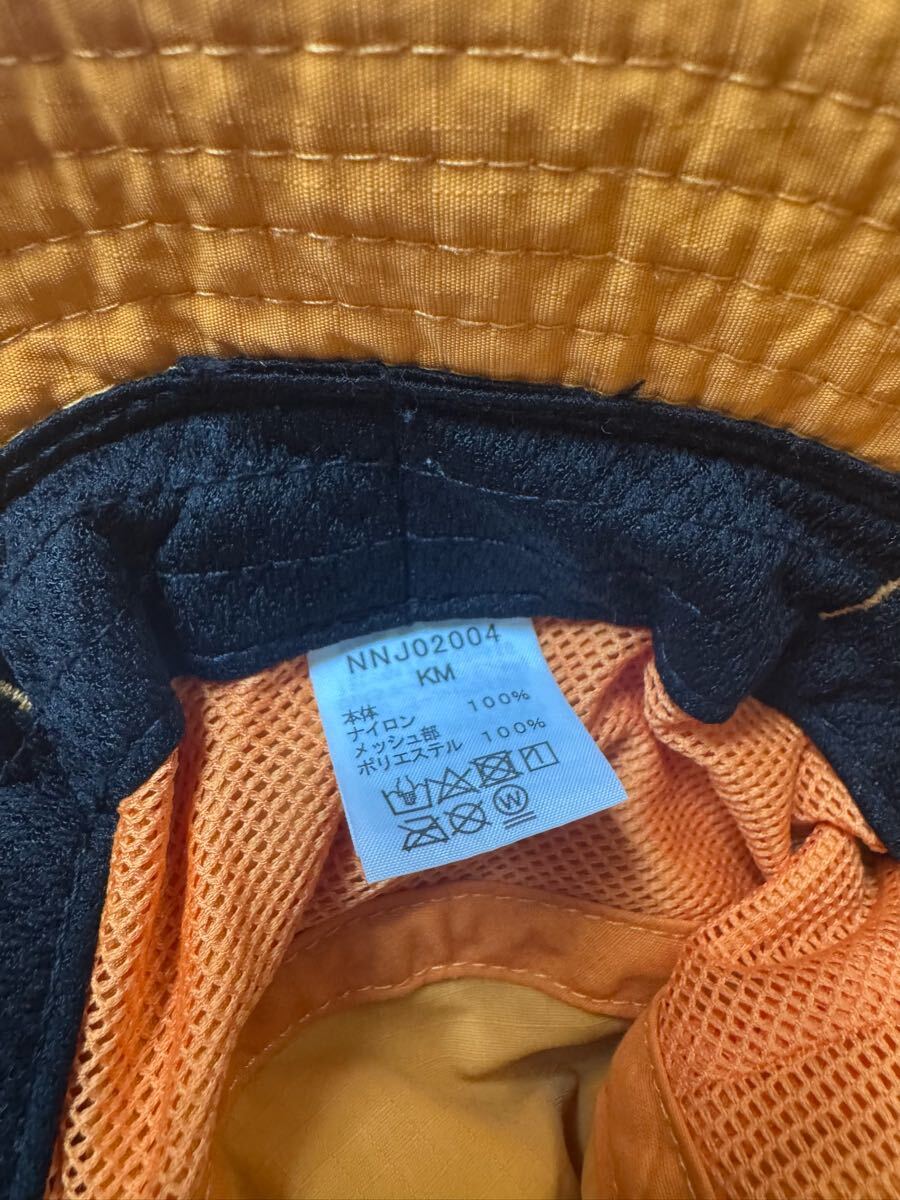 NNJ02004
KM
本体
ナイロン 100%
メッシュ部
ポリエステル 100%
W